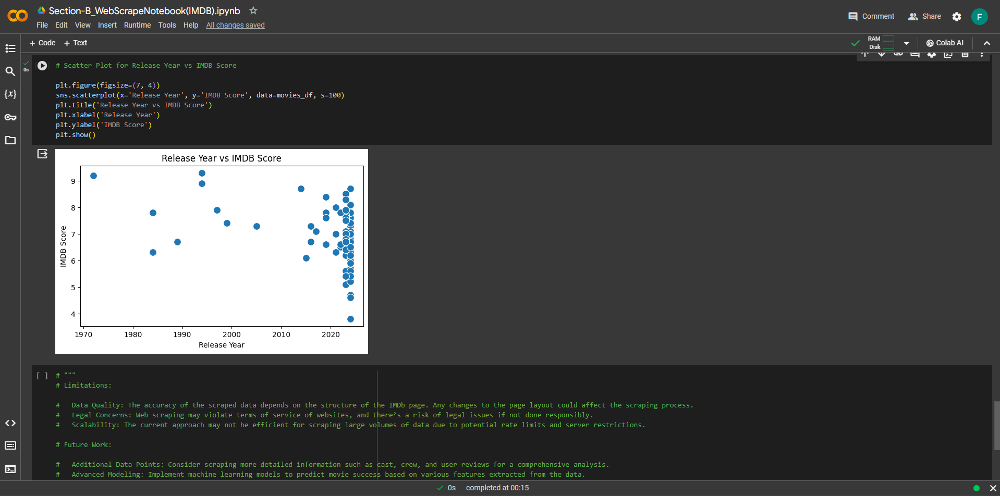 Section-B_WebScrapeNotebook(IMDB).ipynb
File Edit View Insert Runtime Tools Help All changes saved
Comment Share F
+ Code + Text
RAM
Disk
Colab AI
{x}
0s
# Scatter Plot for Release Year vs IMDB Score
plt.figure(figsize=(7, 4))
sns.scatterplot(x='Release Year', y='IMDB Score', data=movies_df, s=100)
plt.title('Release Year vs IMDB Score')
plt.xlabel('Release Year')
plt.ylabel('IMDB Score')
plt.show()
Release Year vs IMDB Score
IMDB Score
9
8
7
6
5
4
1970 1980 1990 2000 2010 2020
Release Year
[ ] # """
# Limitations:
#   Data Quality: The accuracy of the scraped data depends on the structure of the IMDb page. Any changes to the page layout could affect the scraping process.
#   Legal Concerns: Web scraping may violate terms of service of websites, and there’s a risk of legal issues if not done responsibly.
#   Scalability: The current approach may not be efficient for scraping large volumes of data due to potential rate limits and server restrictions.
# Future Work:
#   Additional Data Points: Consider scraping more detailed information such as cast, crew, and user reviews for a comprehensive analysis.
#   Advanced Modeling: Implement machine learning models to predict movie success based on various features extracted from the data.
0s completed at 00:15